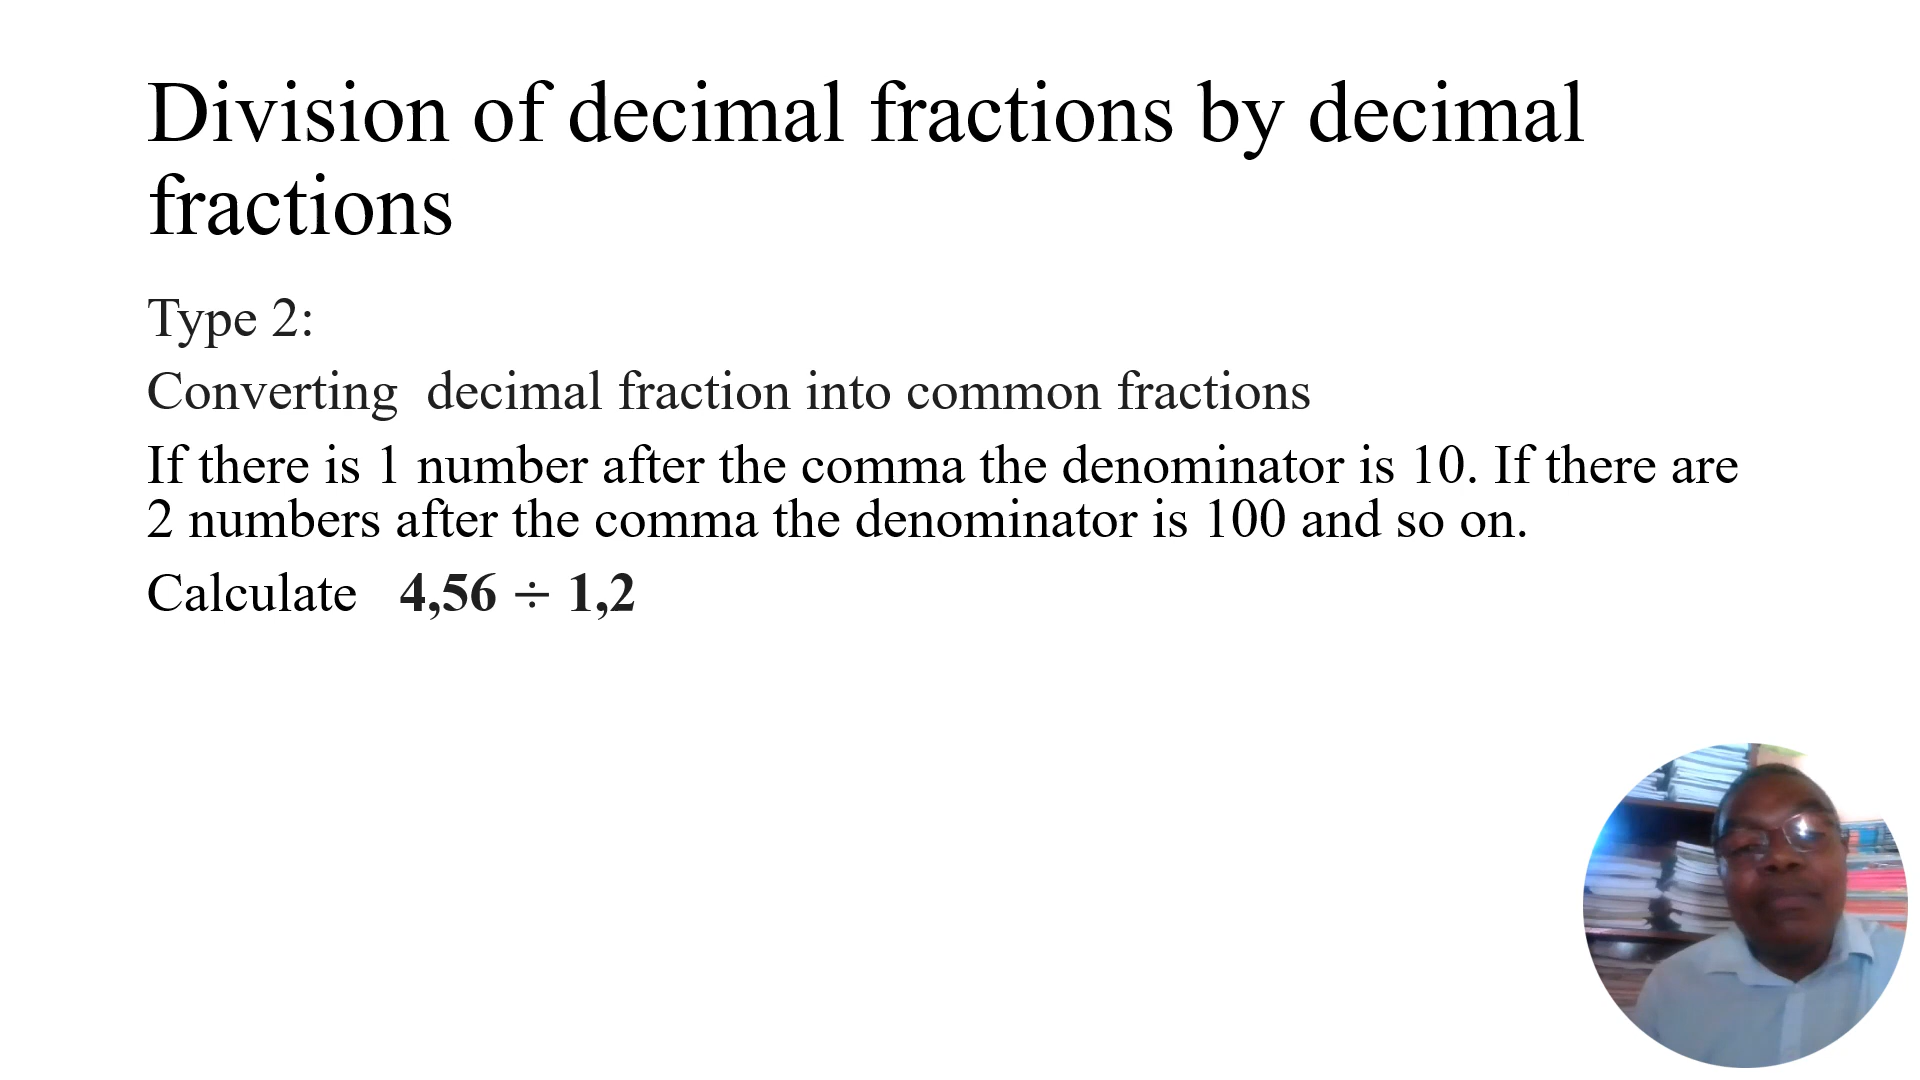 Division of decimal fractions by decimal
fractions
Type 2:
Converting  decimal fraction into common fractions
If there is 1 number after the comma the denominator is 10. If there are
2 numbers after the comma the denominator is 100 and so on.
Calculate   4,56 ÷ 1,2